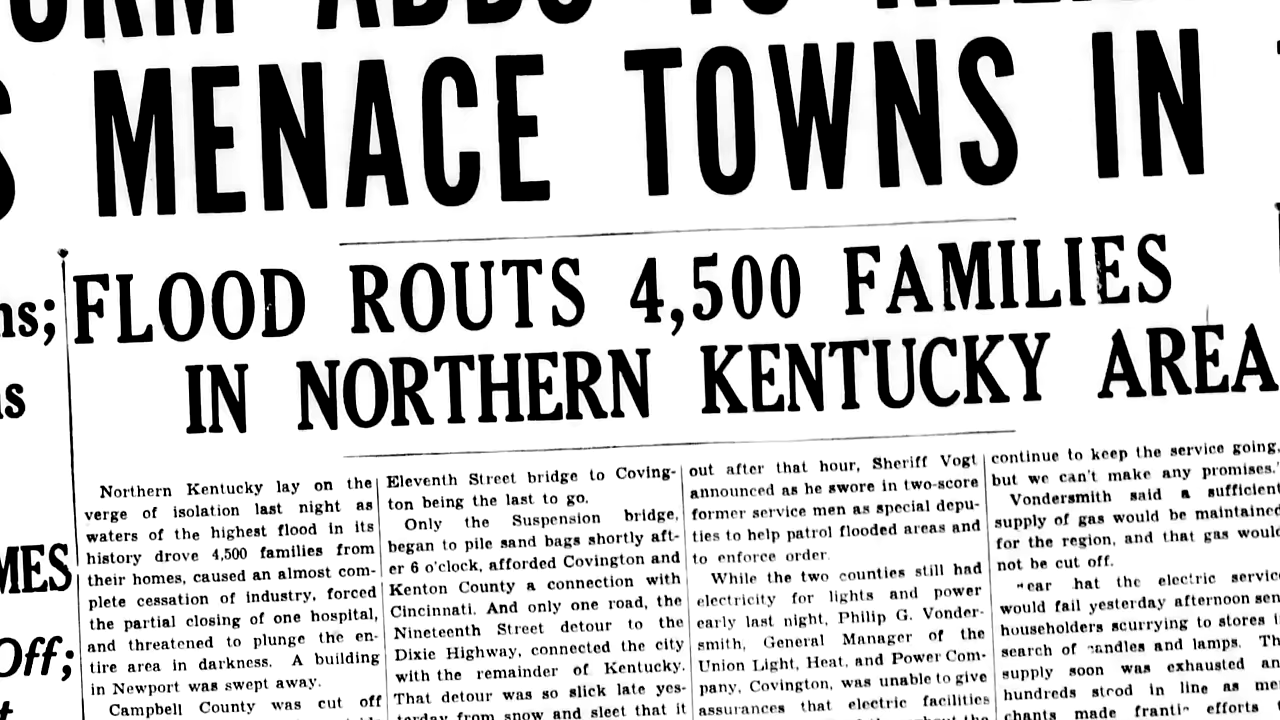 MENACE TOWNS IN
FLOOD ROUTS 4,500 FAMILIES
IN NORTHERN KENTUCKY AREA
MES
Off;
Northern Kentucky lay on the
verge of isolation last night as
waters of the highest flood in its
history drove 4,500 families from
their homes, caused an almost com-
plete cessation of industry, forced
the partial closing of one hospital,
and threatened to plunge the en-
tire area in darkness. A building
in Newport was swept away.
Campbell County was cut off
Eleventh Street bridge to Coving-
ton being the last to go.
Only the Suspension bridge,
began to pile sand bags shortly aft-
er 6 o'clock, afforded Covington and
Kenton County a connection with
Cincinnati. And only one road, the
Nineteenth Street detour to the
Dixie Highway, connected the city
with the remainder of Kentucky.
That detour was so slick late yes-
terday from snow and sleet that it
out after that hour, Sheriff Vogt
announced as he swore in two-score
former service men as special depu-
ties to help patrol flooded areas and
to enforce order.
While the two counties still had
electricity for lights and power
early last night, Philip G. Vonder-
smith, General Manager of the
Union Light, Heat, and Power Com-
pany, Covington, was unable to give
assurances that electric facilities
continue to keep the service going,
but we can't make any promises."
Vondersmith said a sufficient
supply of gas would be maintained
for the region, and that gas would
not be cut off.
hat the electric service
would fail yesterday afternoon sen
householders scurrying to stores i
search of candles and lamps. Th
supply soon was exhausted an
hundreds stood in line as me
chants made frantic efforts